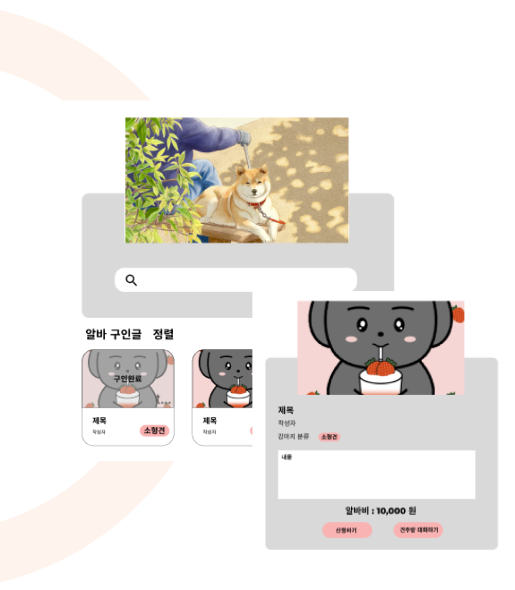 알바 구인글 정렬
구인완료
제목
작성자
소형견
제목
작성자
제목
작성자
강아지 분류 소형견
내용
알바비 : 10,000 원
신청하기 견주랑 대화하기